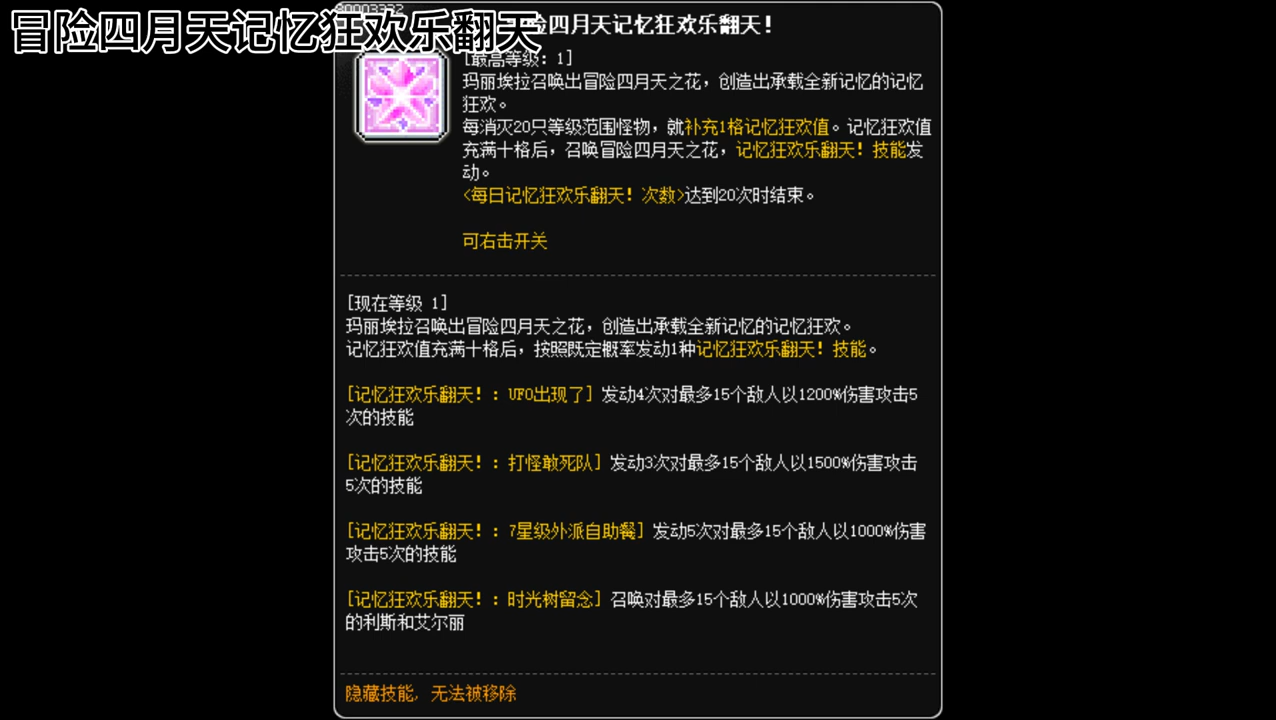 冒险四月天记忆狂欢乐翻天
80003332
险四月天记忆狂欢乐翻天！
[最高等级：1]
玛丽埃拉召唤出冒险四月天之花，创造出承载全新记忆的记忆
狂欢。
每消灭20只等级范围怪物，就补充1格记忆狂欢值。记忆狂欢值
充满十格后，召唤冒险四月天之花，记忆狂欢乐翻天！技能发
动。
<每日记忆狂欢乐翻天！次数>达到20次时结束。
可右击开关
[现在等级 1]
玛丽埃拉召唤出冒险四月天之花，创造出承载全新记忆的记忆狂欢。
记忆狂欢值充满十格后，按照既定概率发动1种记忆狂欢乐翻天！技能。
[记忆狂欢乐翻天！：UFO出现了] 发动4次对最多15个敌人以1200%伤害攻击5
次的技能
[记忆狂欢乐翻天！：打怪敢死队] 发动3次对最多15个敌人以1500%伤害攻击
5次的技能
[记忆狂欢乐翻天！：7星级外派自助餐] 发动5次对最多15个敌人以1000%伤害
攻击5次的技能
[记忆狂欢乐翻天！：时光树留念] 召唤对最多15个敌人以1000%伤害攻击5次
的利斯和艾尔丽
隐藏技能, 无法被移除